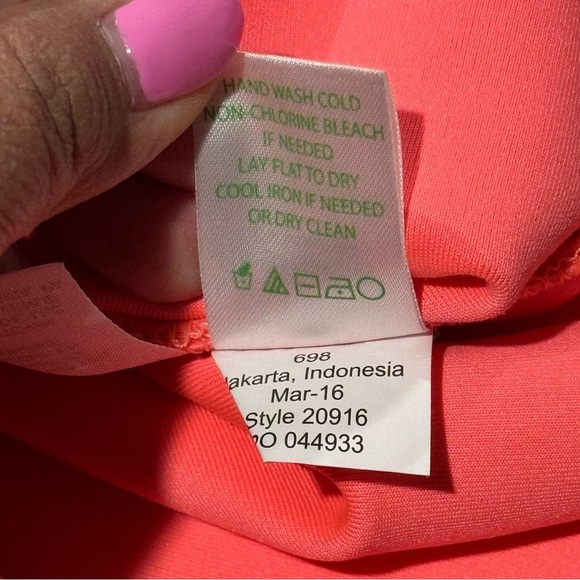 HAND WASH COLD
NON-CHLORINE BLEACH
IF NEEDED
LAY FLAT TO DRY
COOL IRON IF NEEDED
OR DRY CLEAN
698
Jakarta, Indonesia
Mar-16
Style 20916
044933